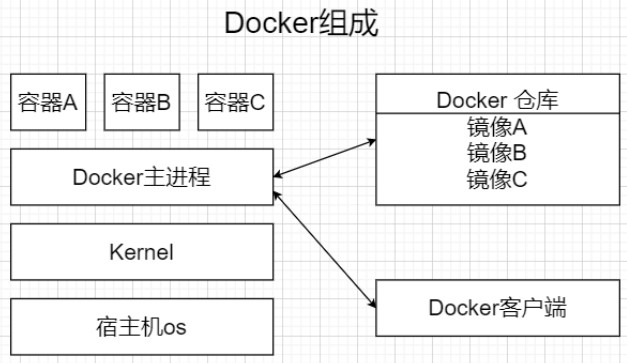 Docker组成
容器A 容器B 容器C
Docker主进程
Kernel
宿主机os
Docker 仓库
镜像A
镜像B
镜像C
Docker客户端